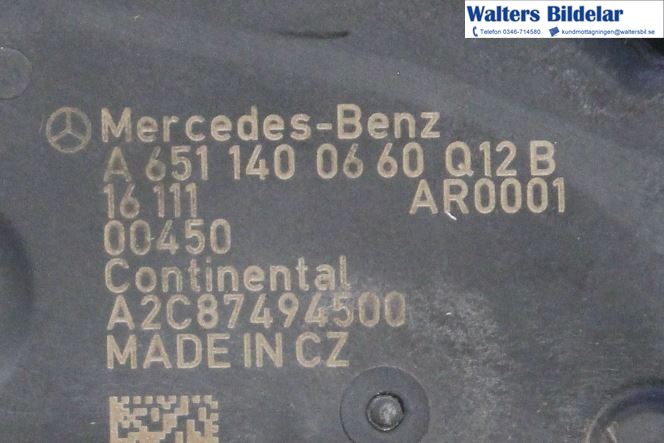 Walters Bildelar
Telefon 0346-714580 kundmottagningen@waltersbil.se
Mercedes-Benz
A 651 140 06 60 Q12 B
16 111 AR0001
00450
Continental
A2C87494500
MADE IN CZ